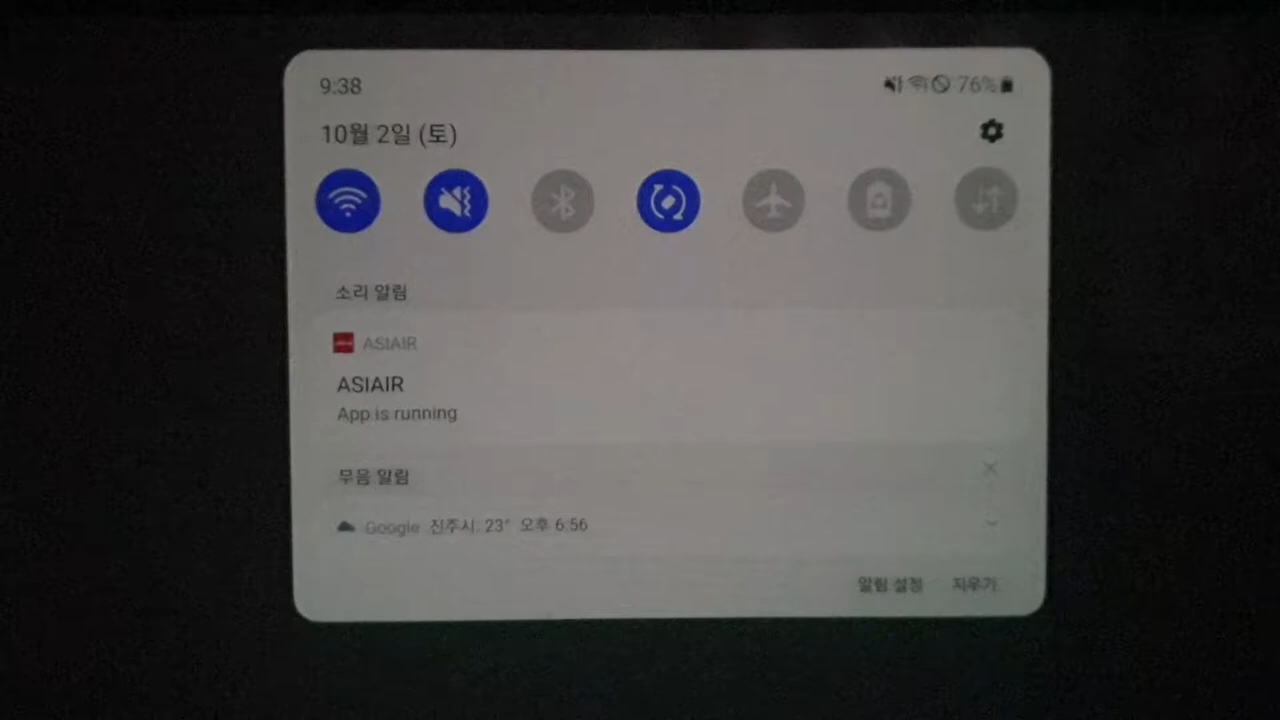 9:38 76%
10월 2일 (토)
소리 알림
ASIAIR
ASIAIR
App is running
무음 알림
Google 진주시, 23° 오후 6:56
알림 설정 지우기